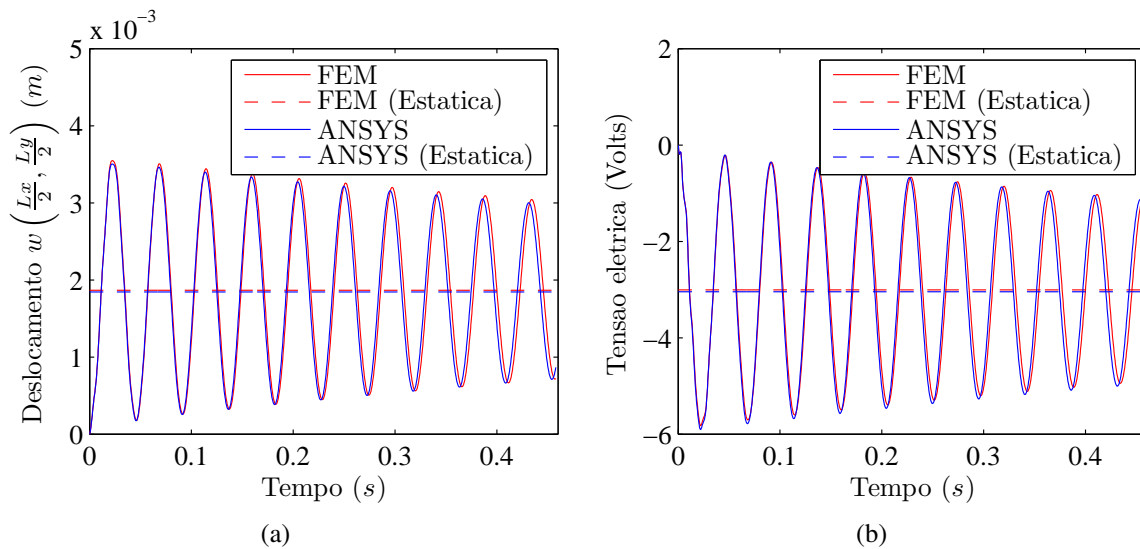 x 10⁻³
5
4
3
2
1
0
Deslocamento w (Lx/2, Ly/2) (m)
FEM
FEM (Estatica)
ANSYS
ANSYS (Estatica)
0 0.1 0.2 0.3 0.4
Tempo (s)
(a)
2
0
−2
−4
−6
Tensao eletrica (Volts)
FEM
FEM (Estatica)
ANSYS
ANSYS (Estatica)
0 0.1 0.2 0.3 0.4
Tempo (s)
(b)